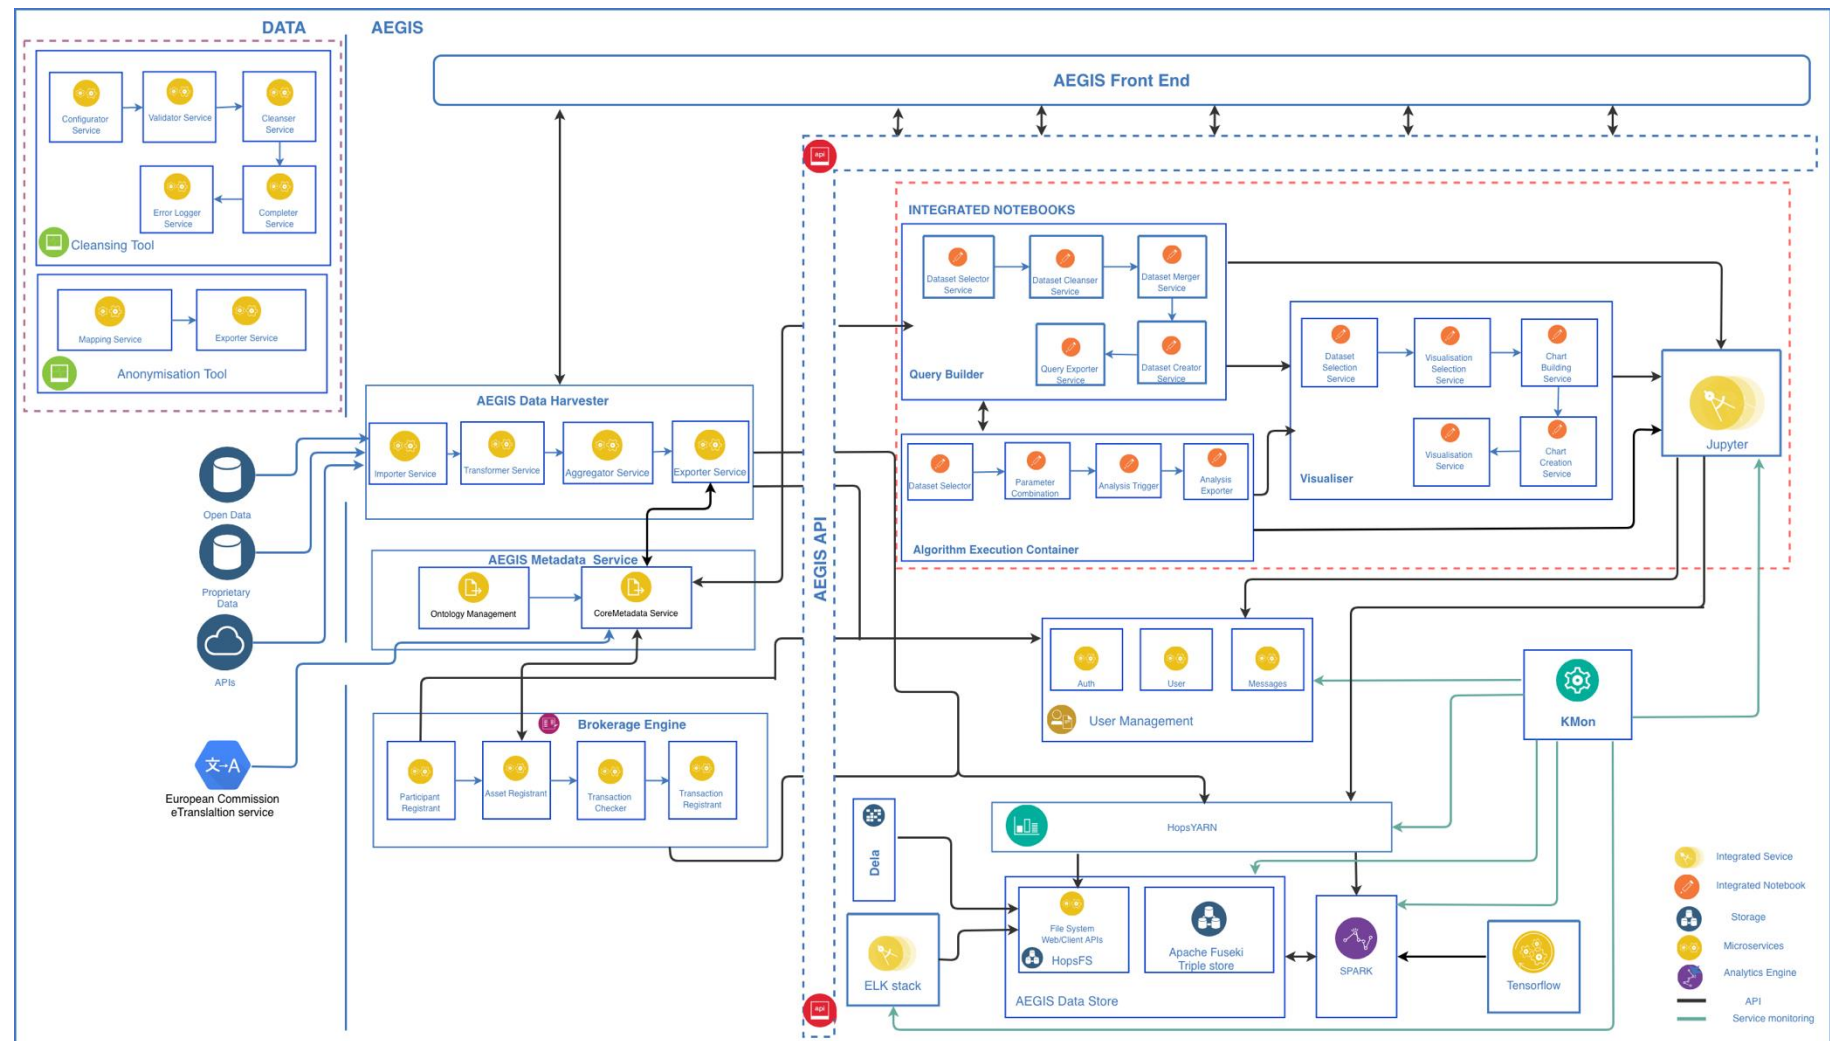 DATA
AEGIS
AEGIS Front End
Configurator
Service
Validator Service
Cleanser
Service
Error Logger
Service
Completer
Service
Cleansing Tool
Mapping Service
Exporter Service
Anonymisation Tool
api
INTEGRATED NOTEBOOKS
Dataset Selector
Service
Dataset Cleanser
Service
Dataset Merger
Service
Query Exporter
Service
Dataset Creator
Service
Query Builder
Dataset
Selection
Service
Visualisation
Selection
Service
Chart
Building
Service
Visualisation
Service
Chart
Creation
Service
Visualiser
Jupyter
Dataset Selector
Parameter
Combination
Analysis Trigger
Analysis
Exporter
Algorithm Execution Container
AEGIS Data Harvester
Importer Service
Transformer Service
Aggregator Service
Exporter Service
Open Data
Proprietary
Data
APIs
European Commission
eTranslaltion service
AEGIS Metadata Service
Ontology Management
CoreMetadata Service
AEGIS API
Brokerage Engine
Participant
Registrant
Asset Registrant
Transaction
Checker
Transaction
Registrant
Auth
User
Messages
User Management
KMon
HopsYARN
Dela
File System
Web/Client APIs
HopsFS
Apache Fuseki
Triple store
AEGIS Data Store
ELK stack
SPARK
Tensorflow
api
Integrated Sevice
Integrated Notebook
Storage
Microservices
Analytics Engine
API
Service monitoring